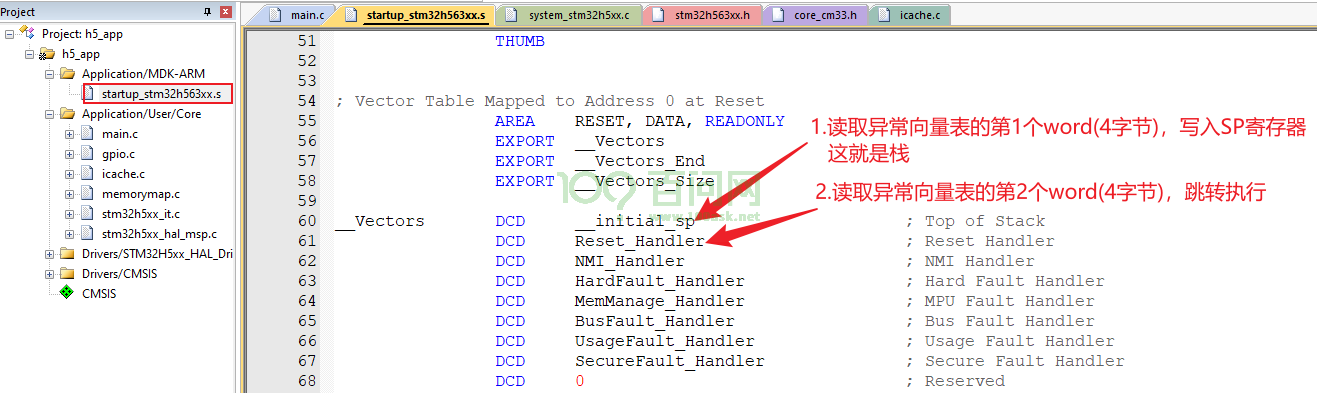 Project
Project: h5_app
h5_app
Application/MDK-ARM
startup_stm32h563xx.s
Application/User/Core
main.c
gpio.c
icache.c
memorymap.c
stm32h5xx_it.c
stm32h5xx_hal_msp.c
Drivers/STM32H5xx_HAL_Dri
Drivers/CMSIS
CMSIS
main.c startup_stm32h563xx.s system_stm32h5xx.c stm32h563xx.h core_cm33.h icache.c
51 THUMB
52
53
54 ; Vector Table Mapped to Address 0 at Reset
55 AREA RESET, DATA, READONLY
56 EXPORT __Vectors
57 EXPORT __Vectors_End
58 EXPORT __Vectors_Size
59
60 __Vectors DCD __initial_sp ; Top of Stack
61 DCD Reset_Handler ; Reset Handler
62 DCD NMI_Handler ; NMI Handler
63 DCD HardFault_Handler ; Hard Fault Handler
64 DCD MemManage_Handler ; MPU Fault Handler
65 DCD BusFault_Handler ; Bus Fault Handler
66 DCD UsageFault_Handler ; Usage Fault Handler
67 DCD SecureFault_Handler ; Secure Fault Handler
68 DCD 0 ; Reserved
1.读取异常向量表的第1个word(4字节)，写入SP寄存器
这就是栈
2.读取异常向量表的第2个word(4字节)，跳转执行
百问网